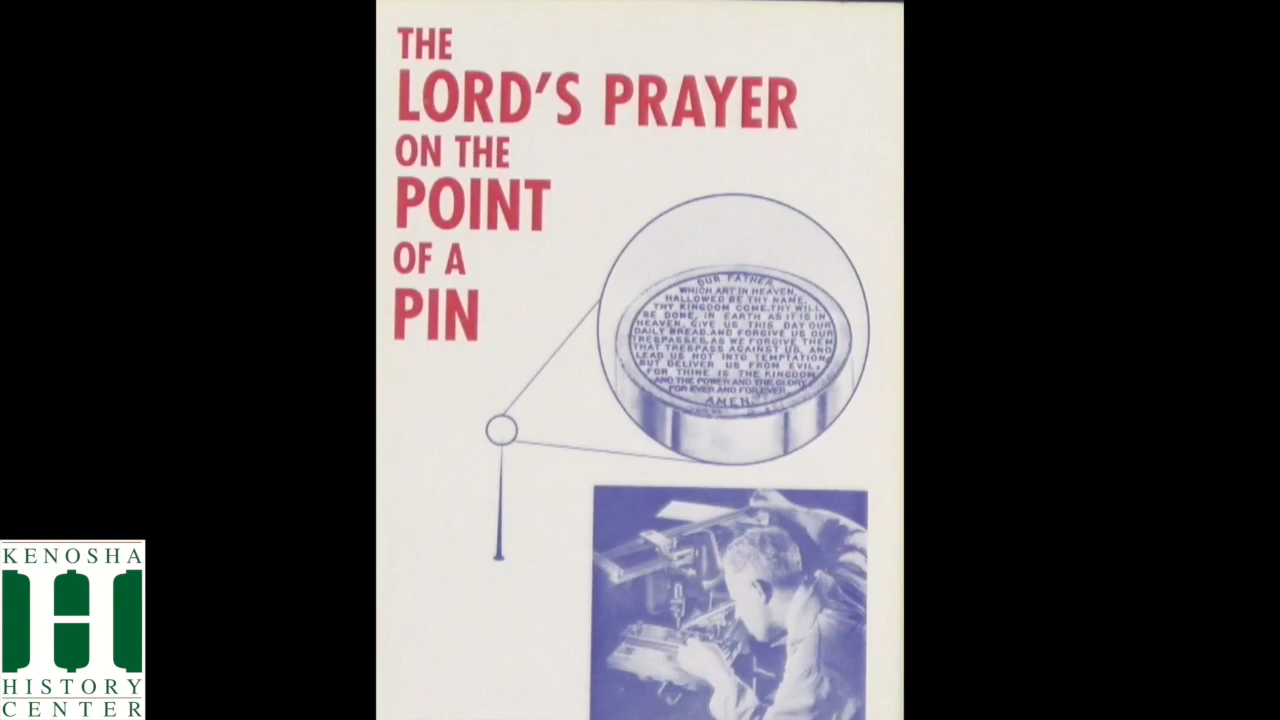 THE
LORD'S PRAYER
ON THE
POINT
OF A
PIN
OUR FATHER,
WHICH ART IN HEAVEN,
HALLOWED BE THY NAME.
THY KINGDOM COME. THY WILL
BE DONE, IN EARTH AS IT IS IN
HEAVEN. GIVE US THIS DAY OUR
DAILY BREAD. AND FORGIVE US OUR
TRESPASSES, AS WE FORGIVE THEM
THAT TRESPASS AGAINST US. AND
LEAD US NOT INTO TEMPTATION
BUT DELIVER US FROM EVIL:
FOR THINE IS THE KINGDOM
AND THE POWER AND THE GLORY
FOR EVER AND FOR EVER
AMEN.
KENOSHA
HISTORY
CENTER